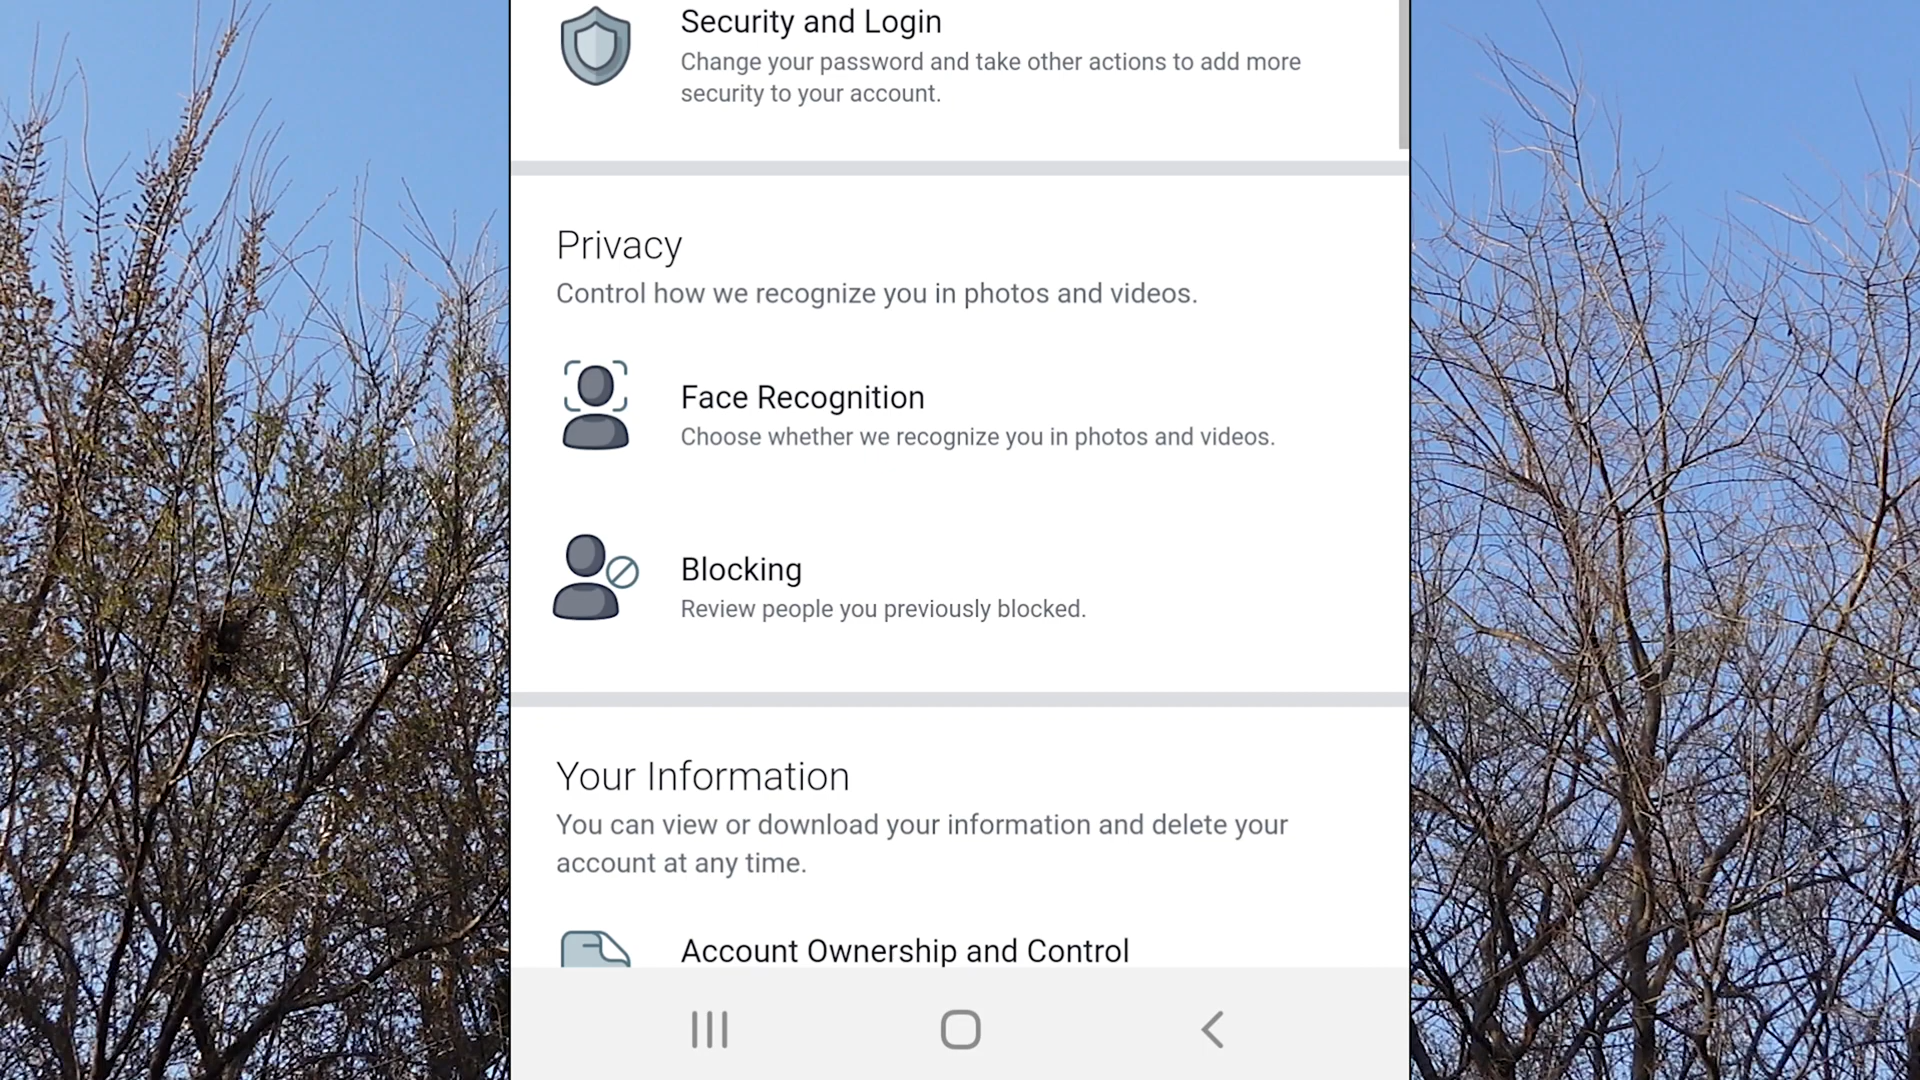 Security and Login
Change your password and take other actions to add more
security to your account.
Privacy
Control how we recognize you in photos and videos.
Face Recognition
Choose whether we recognize you in photos and videos.
Blocking
Review people you previously blocked.
Your Information
You can view or download your information and delete your
account at any time.
Account Ownership and Control